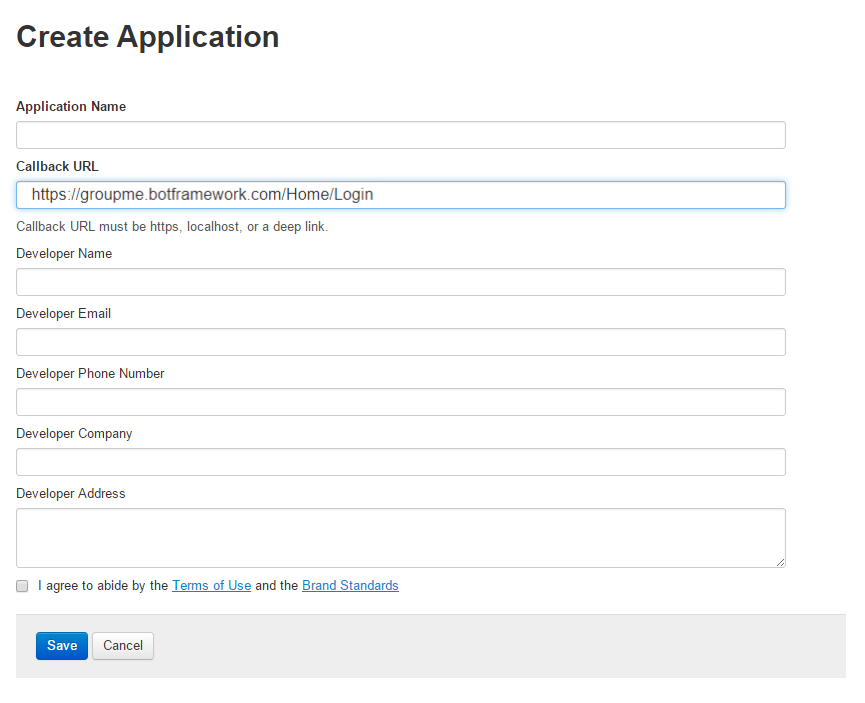 Create Application
Application Name
Callback URL
https://groupme.botframework.com/Home/Login
Callback URL must be https, localhost, or a deep link.
Developer Name
Developer Email
Developer Phone Number
Developer Company
Developer Address
I agree to abide by the Terms of Use and the Brand Standards
Save Cancel